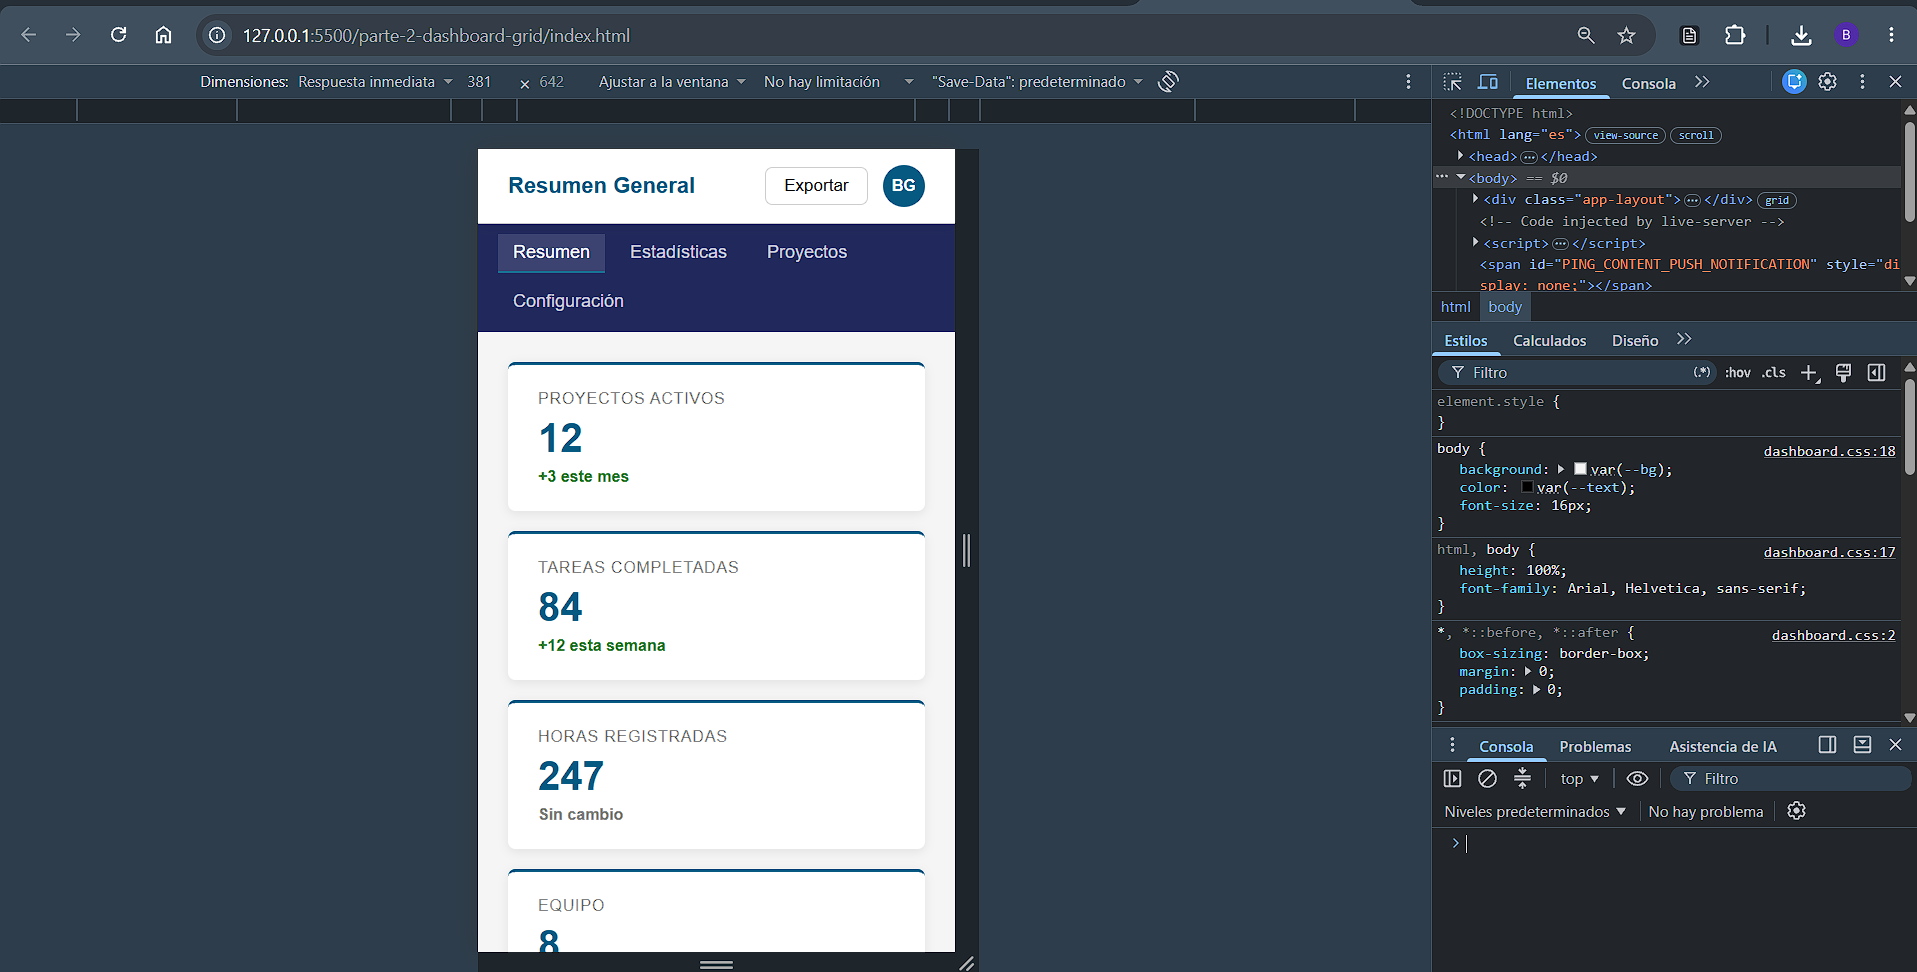 127.0.0.1:5500/parte-2-dashboard-grid/index.html
B
Dimensiones: Respuesta inmediata 381 × 642 Ajustar a la ventana No hay limitación "Save-Data": predeterminado
Elementos Consola
Resumen General
Exportar
BG
Resumen Estadísticas Proyectos
Configuración
PROYECTOS ACTIVOS
12
+3 este mes
TAREAS COMPLETADAS
84
+12 esta semana
HORAS REGISTRADAS
247
Sin cambio
EQUIPO
8
<!DOCTYPE html>
<html lang="es"> view-source scroll
<head> ••• </head>
••• <body> == $0
<div class="app-layout"> ••• </div> grid
<!-- Code injected by live-server -->
<script> ••• </script>
<span id="PING_CONTENT_PUSH_NOTIFICATION" style="di
splay: none;"></span>
html body
Estilos Calculados Diseño
Filtro (.*) :hov .cls
element.style {
}
body { dashboard.css:18
background: var(--bg);
color: var(--text);
font-size: 16px;
}
html, body { dashboard.css:17
height: 100%;
font-family: Arial, Helvetica, sans-serif;
}
*, *::before, *::after { dashboard.css:2
box-sizing: border-box;
margin: 0;
padding: 0;
}
Consola Problemas Asistencia de IA
top Filtro
Niveles predeterminados No hay problema